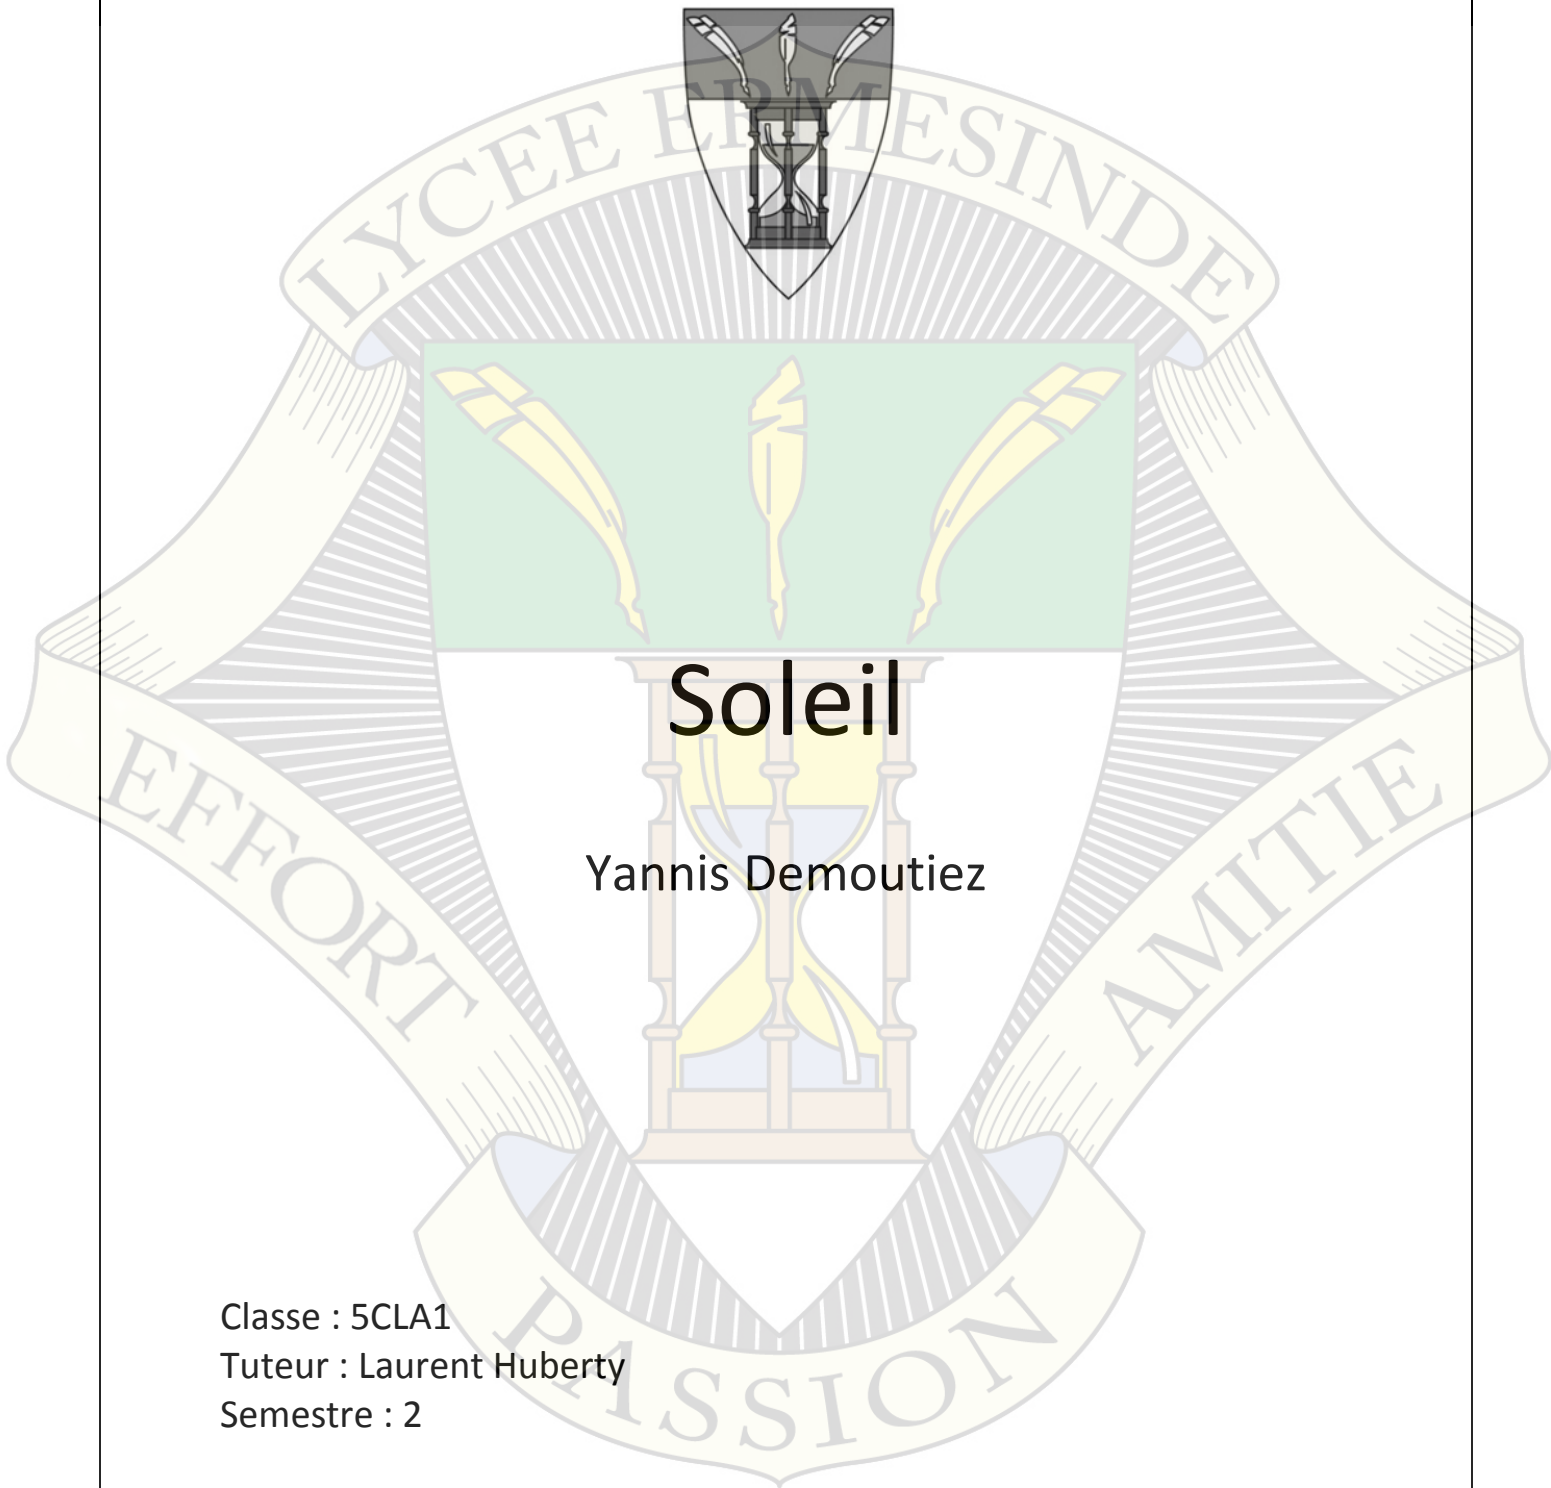 LYCEE ERMESINDE
Soleil
Yannis Demoutiez
EFFORT
AMITIE
Classe : 5CLA1
Tuteur : Laurent Huberty
Semestre : 2
PASSION